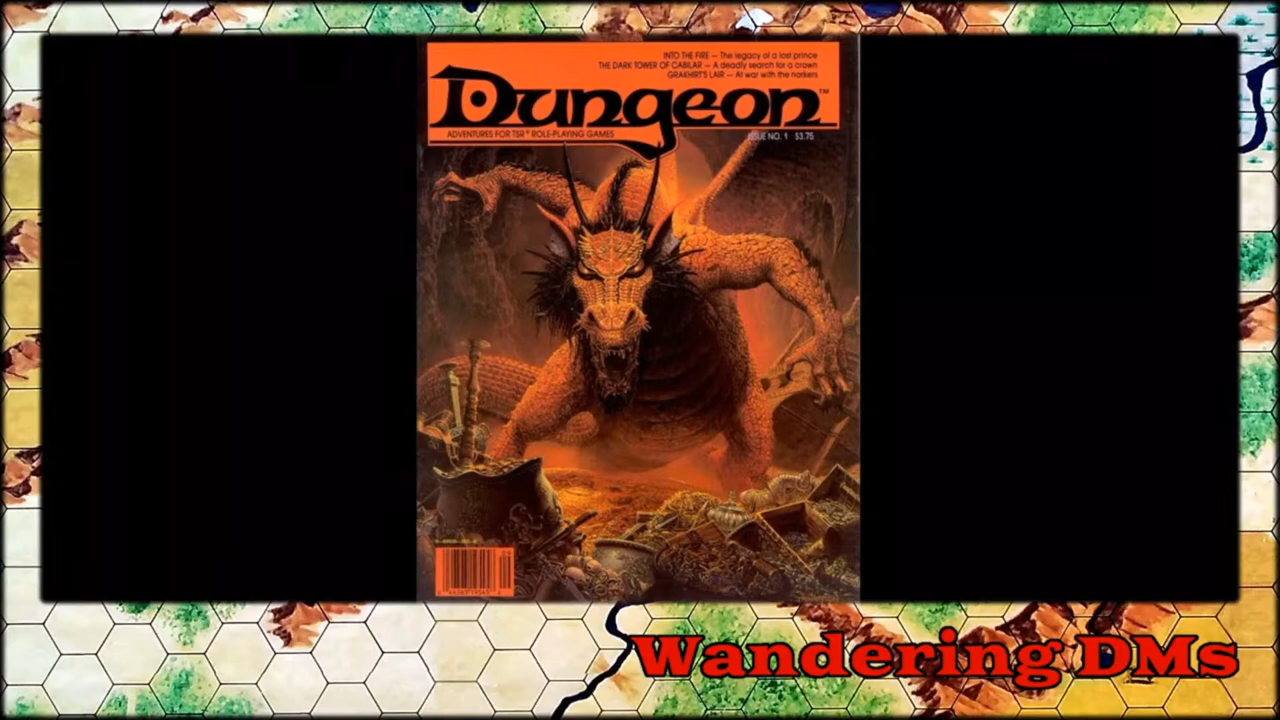 INTO THE FIRE — The legacy of a lost prince
THE DARK TOWER OF CABILAR — A deadly search for a crown
GRAKHIRT'S LAIR — At war with the norkers
Dungeon™
ADVENTURES FOR TSR® ROLE-PLAYING GAMES
ISSUE NO. 1 $3.75
Wandering DMs